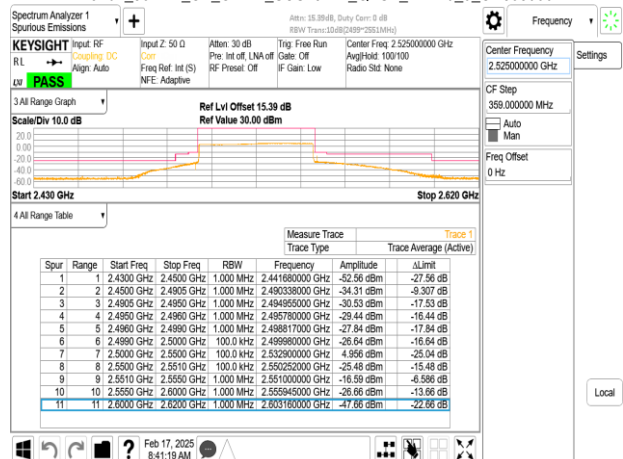 Spectrum Analyzer 1
Spurious Emissions
Attn: 15.39dB, Duty Corr: 0 dB
RBW Trans:10dB(2499~2551MHz)
Frequency
KEYSIGHT Input: RF Input Z: 50 Ω Atten: 30 dB Trig: Free Run Center Freq: 2.525000000 GHz
RL Coupling: DC Corr Pre: Int off, LNA off Gate: Off Avg|Hold: 100/100
Align: Auto Freq Ref: Int (S) RF Presel: Off IF Gain: Low Radio Std: None
LXI PASS NFE: Adaptive
Center Frequency
2.525000000 GHz
Settings
CF Step
359.000000 MHz
Auto
Man
Freq Offset
0 Hz
3 All Range Graph
Ref Lvl Offset 15.39 dB
Scale/Div 10.0 dB Ref Value 30.00 dBm
20.0
0.00
-20.0
-40.0
-60.0
Start 2.430 GHz Stop 2.620 GHz
4 All Range Table
Measure Trace Trace 1
Trace Type Trace Average (Active)
Spur Range Start Freq Stop Freq RBW Frequency Amplitude ΔLimit
1 1 2.4300 GHz 2.4500 GHz 1.000 MHz 2.441680000 GHz -52.56 dBm -27.56 dB
2 2 2.4500 GHz 2.4905 GHz 1.000 MHz 2.490338000 GHz -34.31 dBm -9.307 dB
3 3 2.4905 GHz 2.4950 GHz 1.000 MHz 2.494955000 GHz -30.53 dBm -17.53 dB
4 4 2.4950 GHz 2.4960 GHz 1.000 MHz 2.495780000 GHz -29.44 dBm -16.44 dB
5 5 2.4960 GHz 2.4990 GHz 1.000 MHz 2.498817000 GHz -27.84 dBm -17.84 dB
6 6 2.4990 GHz 2.5000 GHz 100.0 kHz 2.499980000 GHz -26.64 dBm -16.64 dB
7 7 2.5000 GHz 2.5500 GHz 100.0 kHz 2.532900000 GHz 4.956 dBm -25.04 dB
8 8 2.5500 GHz 2.5510 GHz 100.0 kHz 2.550252000 GHz -25.48 dBm -15.48 dB
9 9 2.5510 GHz 2.5550 GHz 1.000 MHz 2.551000000 GHz -16.59 dBm -6.586 dB
10 10 2.5550 GHz 2.6000 GHz 1.000 MHz 2.555945000 GHz -26.66 dBm -13.66 dB
11 11 2.6000 GHz 2.6200 GHz 1.000 MHz 2.603160000 GHz -47.66 dBm -22.66 dB
Local
? Feb 17, 2025
8:41:19 AM